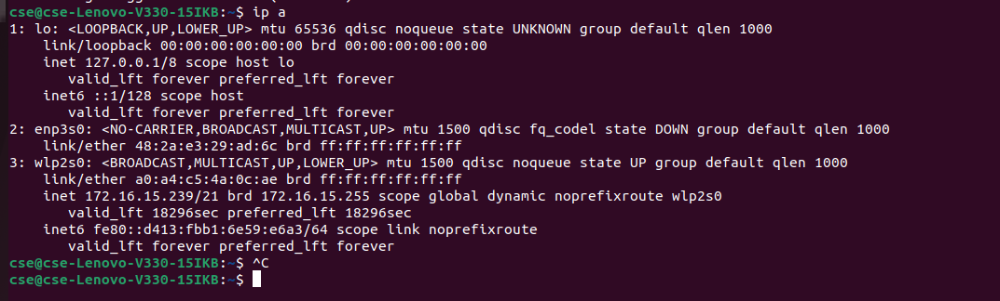 cse@cse-Lenovo-V330-15IKB:~$ ip a
1: lo: <LOOPBACK,UP,LOWER_UP> mtu 65536 qdisc noqueue state UNKNOWN group default qlen 1000
    link/loopback 00:00:00:00:00:00 brd 00:00:00:00:00:00
    inet 127.0.0.1/8 scope host lo
       valid_lft forever preferred_lft forever
    inet6 ::1/128 scope host
       valid_lft forever preferred_lft forever
2: enp3s0: <NO-CARRIER,BROADCAST,MULTICAST,UP> mtu 1500 qdisc fq_codel state DOWN group default qlen 1000
    link/ether 48:2a:e3:29:ad:6c brd ff:ff:ff:ff:ff:ff
3: wlp2s0: <BROADCAST,MULTICAST,UP,LOWER_UP> mtu 1500 qdisc noqueue state UP group default qlen 1000
    link/ether a0:a4:c5:4a:0c:ae brd ff:ff:ff:ff:ff:ff
    inet 172.16.15.239/21 brd 172.16.15.255 scope global dynamic noprefixroute wlp2s0
       valid_lft 18296sec preferred_lft 18296sec
    inet6 fe80::d413:fbb1:6e59:e6a3/64 scope link noprefixroute
       valid_lft forever preferred_lft forever
cse@cse-Lenovo-V330-15IKB:~$ ^C
cse@cse-Lenovo-V330-15IKB:~$